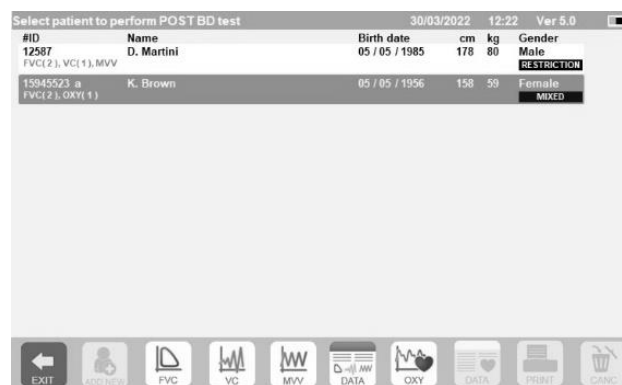 Select patient to perform POST BD test 30/03/2022 12:22 Ver 5.0
#ID Name Birth date cm kg Gender
12587 D. Martini 05 / 05 / 1985 178 80 Male
FVC( 2 ), VC( 1 ), MVV RESTRICTION
15945523 a K. Brown 05 / 05 / 1956 158 59 Female
FVC( 2 ), OXY( 1 ) MIXED
EXIT ADD NEW FVC VC MVV DATA OXY DATA PRINT CANC